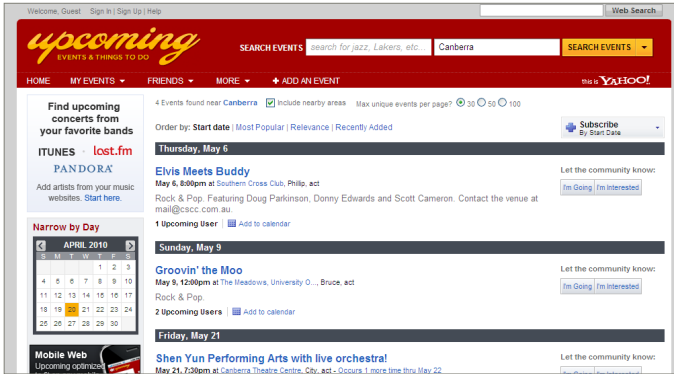 Welcome, Guest Sign In | Sign Up | Help
Web Search
upcoming
EVENTS & THINGS TO DO
SEARCH EVENTS search for jazz, Lakers, etc... Canberra SEARCH EVENTS
HOME MY EVENTS FRIENDS MORE + ADD AN EVENT this is YAHOO!
Find upcoming
concerts from
your favorite bands
ITUNES · last.fm
PANDORA
Add artists from your music
websites. Start here.
Narrow by Day
APRIL 2010
S M T W T F S
1 2 3
4 5 6 7 8 9 10
11 12 13 14 15 16 17
18 19 20 21 22 23 24
25 26 27 28 29 30
Mobile Web
Upcoming optimized
4 Events found near Canberra Include nearby areas Max unique events per page? 30 50 100
Order by: Start date | Most Popular | Relevance | Recently Added
Subscribe
By Start Date
Thursday, May 6
Elvis Meets Buddy
May 6, 8:00pm at Southern Cross Club, Phillip, act
Rock & Pop. Featuring Doug Parkinson, Donny Edwards and Scott Cameron. Contact the venue at
mail@cscc.com.au.
1 Upcoming User | Add to calendar
Let the community know:
I'm Going I'm Interested
Sunday, May 9
Groovin' the Moo
May 9, 12:00pm at The Meadows, University O..., Bruce, act
Rock & Pop.
2 Upcoming Users | Add to calendar
Let the community know:
I'm Going I'm Interested
Friday, May 21
Shen Yun Performing Arts with live orchestra!
May 21, 7:30pm at Canberra Theatre Centre, City, act - Occurs 1 more time thru May 22
Let the community know:
I'm Going I'm Interested